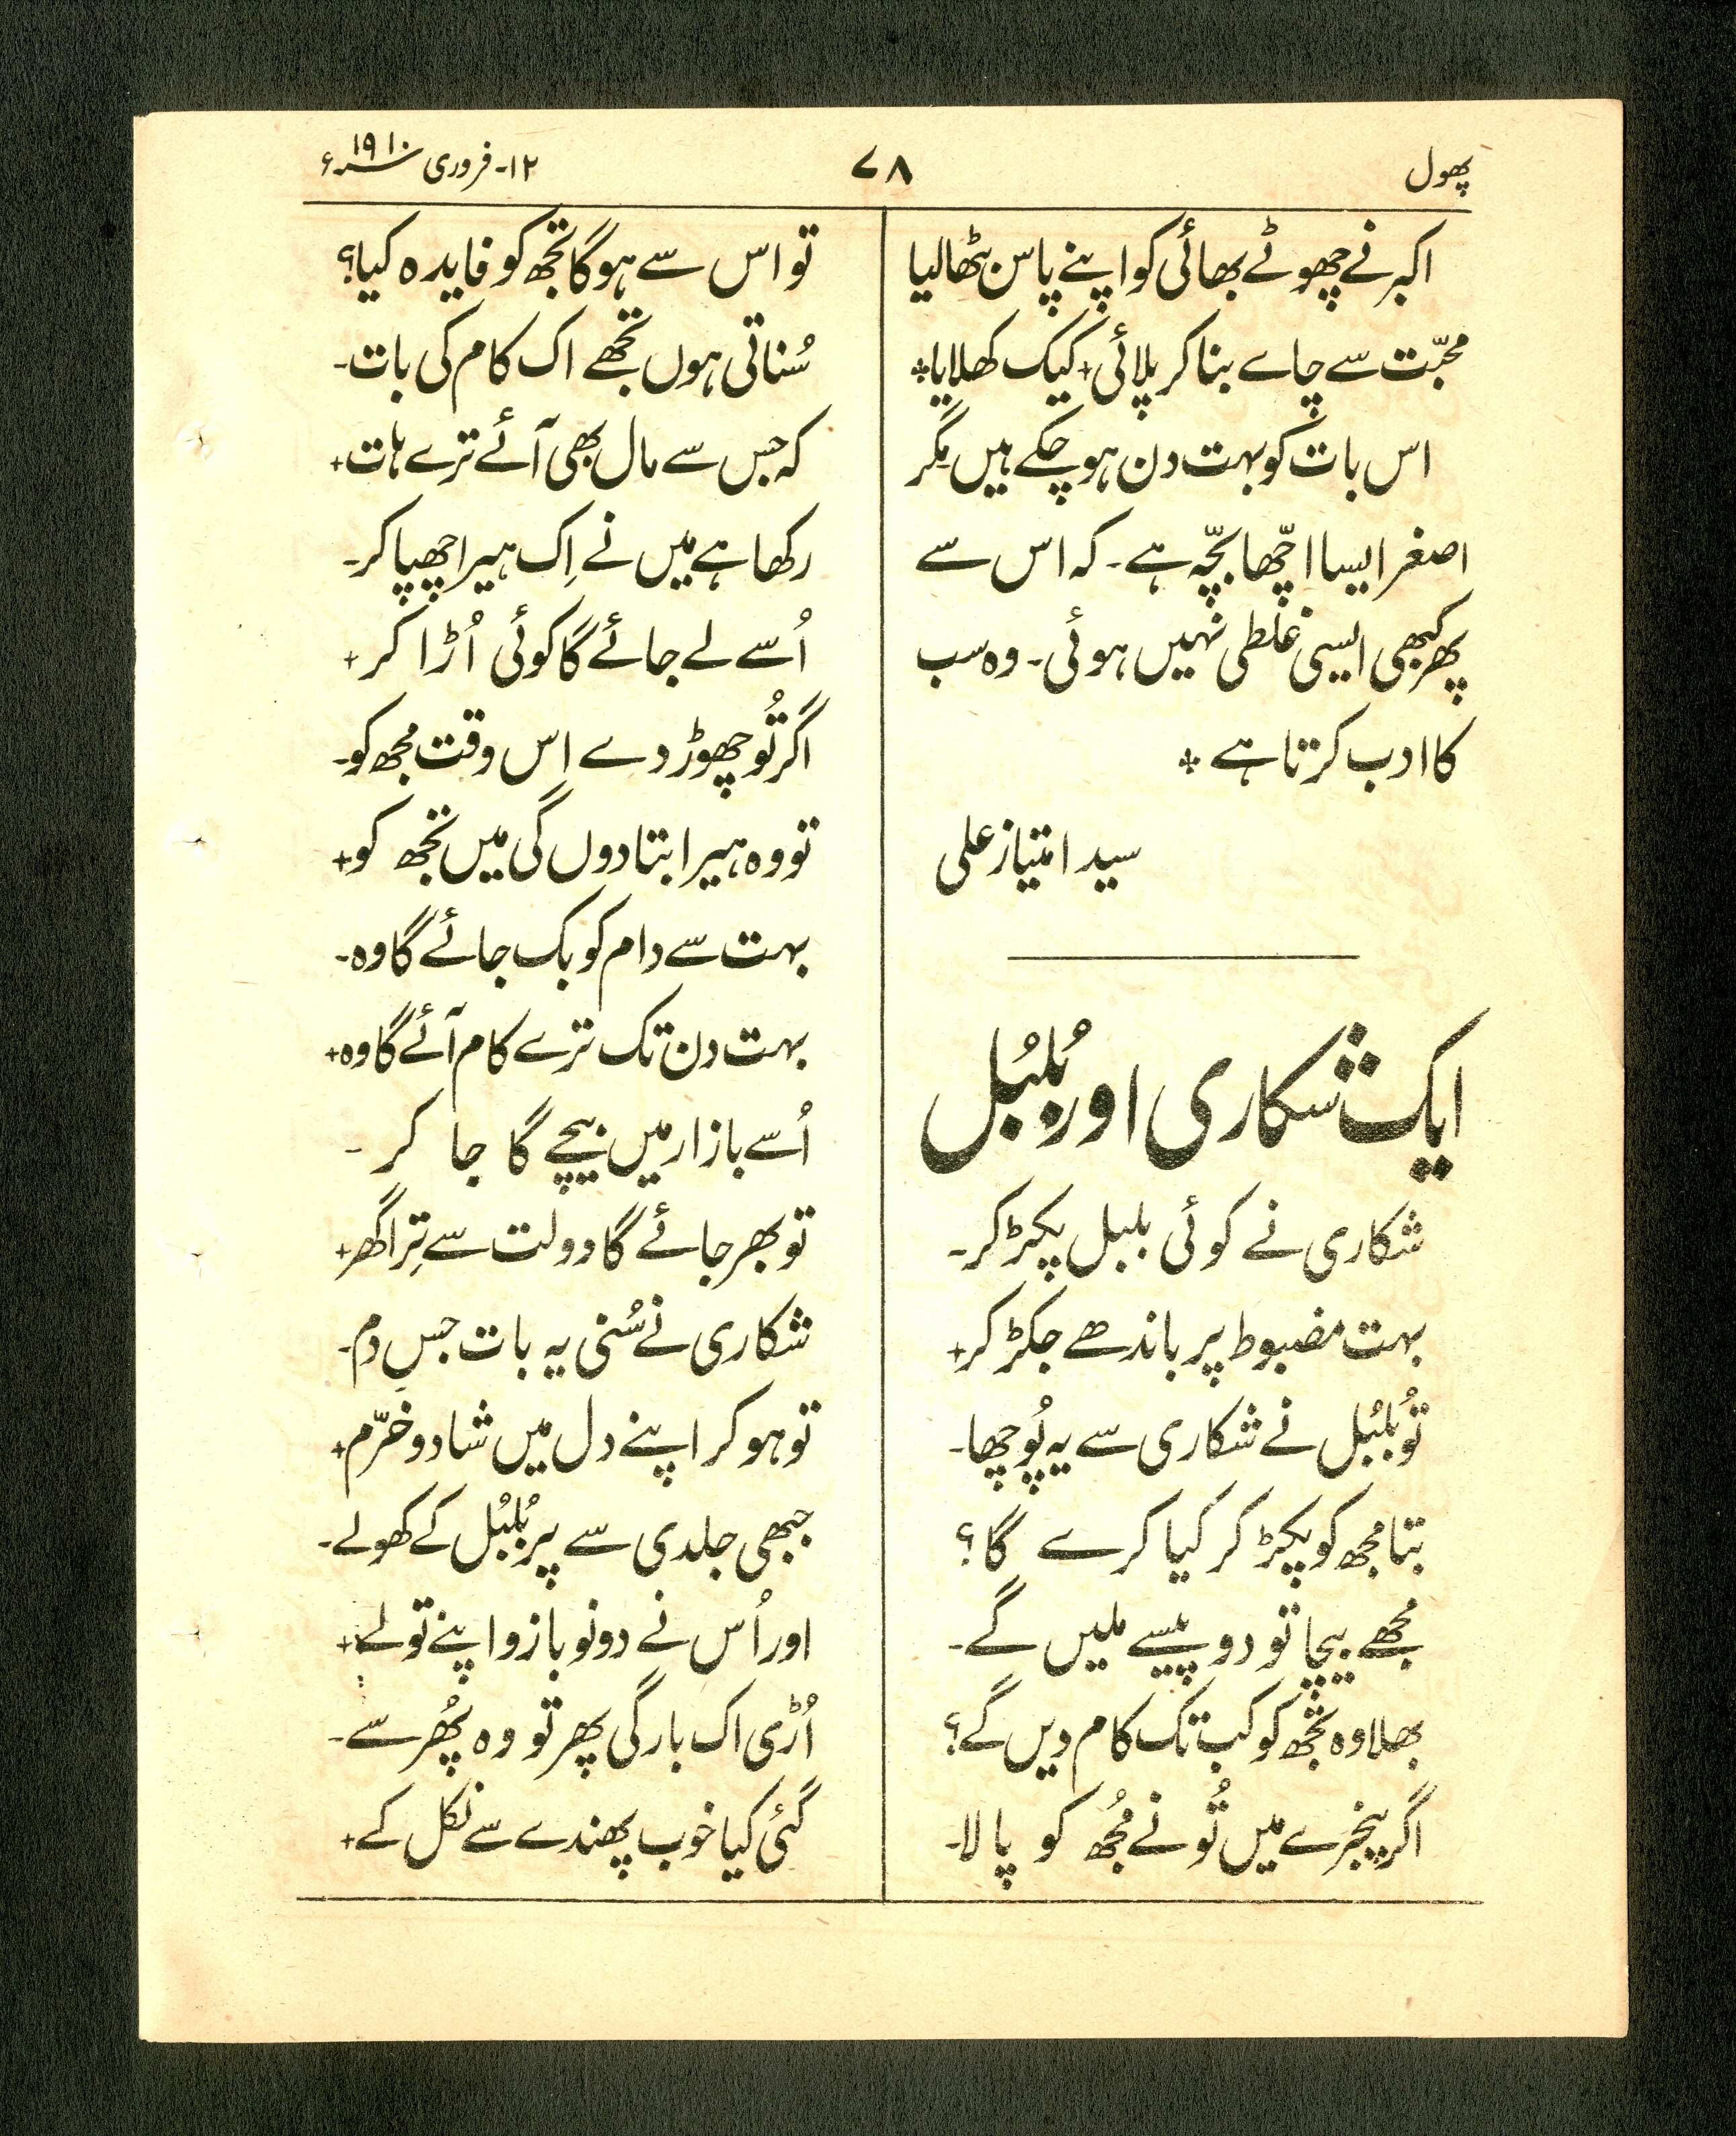 پھول
۷۸
۱۲- فروری ۱۹۱۰ء
اکبر نے چھوٹے بھائی کو اپنے پاس بٹھا لیا
محبّت سے چاے بنا کر پلائی+ کیک کھلایا÷
اس بات کو بہت دن ہو چکے ہیں مگر
اصغر ایسا اچّھا بچّہ ہے۔ کہ اس سے
پھر کبھی ایسی غلطی نہیں ہوئی۔ وہ سب
کا ادب کرتا ہے ÷
سید امتیاز علی
ایک شکاری اور بُلبُل
شکاری نے کوئی بلبل پکڑ کر۔
بہت مضبوط پر باندھے جکڑ کر+
تو بُلبُل نے شکاری سے یہ پُوچھا۔
بتا مجھ کو پکڑ کر کیا کرے گا؟
مجھے بیچا تو دو پیسے ملیں گے۔
بھلا وہ تجھ کو کب تک کام دیں گے؟
اگر پنجرے میں تُو نے مُجھ کو پالا۔
تو اس سے ہوگا تجھ کو فایدہ کیا؟
سُناتی ہوں تجھے اک کام کی بات۔
کہ جس سے مال بھی آئے ترے ہات+
رکھا ہے میں نے اِک ہیرا چھپا کر۔
اُسے لے جائے گا کوئی اُڑا کر+
اگر تُو چھوڑ دے اس وقت مجھ کو۔
تو وہ ہیرا بتا دوں گی میں تجھ کو+
بہت سے دام کو بک جائے گا وہ۔
بہت دن تک ترے کام آئے گا وہ+
اُسے بازار میں بیچے گا جا کر۔
تو بھر جائے گا دولت سے تِرا گھر+
شکاری نے سُنی یہ بات جس دم۔
تو ہو کر اپنے دل میں شاد و خرّم+
جبھی جلدی سے پر بُلبُل کے کھولے۔
اور اُس نے دونو بازو اپنے تولے+
اُڑی اک بارگی پھر تو وہ پھُر سے۔
گئی کیا خوب پھندے سے نکل کے+